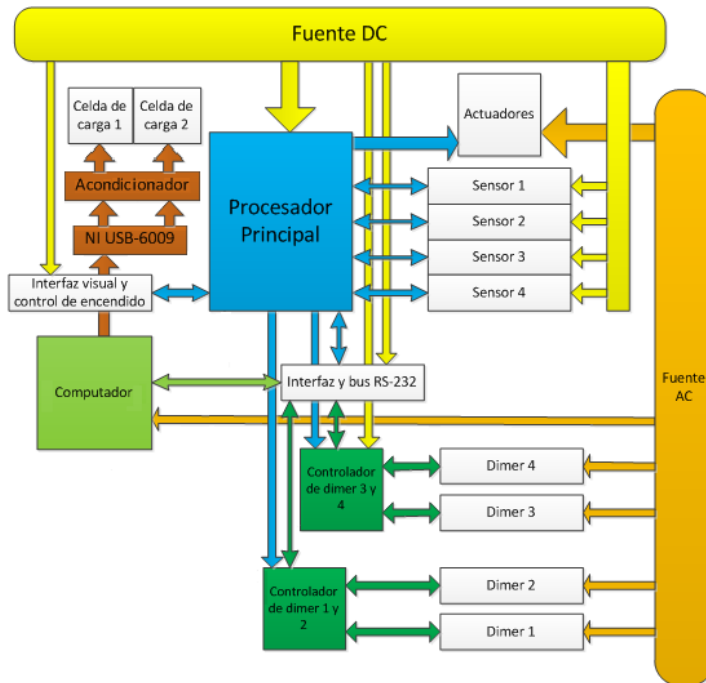 Fuente DC
Celda de
carga 1
Celda de
carga 2
Actuadores
Acondicionador
Procesador
Principal
Sensor 1
Sensor 2
NI USB-6009
Sensor 3
Interfaz visual y
control de encendido
Sensor 4
Computador
Interfaz y bus RS-232
Fuente
AC
Controlador
de dimer 3 y
4
Dimer 4
Dimer 3
Controlador
de dimer 1 y
2
Dimer 2
Dimer 1